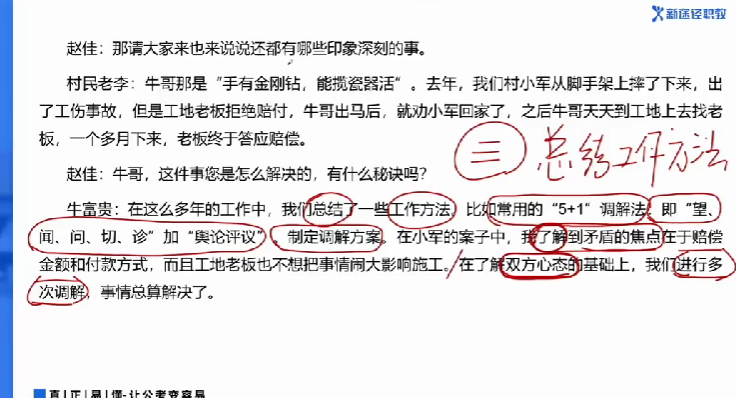 新途径职教
赵佳：那请大家来也来说说还都有哪些印象深刻的事。
村民老李：牛哥那是“手有金刚钻，能揽瓷器活”。去年，我们村小军从脚手架上摔了下来，出
了工伤事故，但是工地老板拒绝赔付，牛哥出马后，就劝小军回家了，之后牛哥天天到工地上去找老
板，一个多月下来，老板终于答应赔偿。
三 总结工作方法
赵佳：牛哥，这件事您是怎么解决的，有什么秘诀吗？
牛富贵：在这么多年的工作中，我们总结了一些工作方法，比如常用的“5+1”调解法，即“望、
闻、问、切、诊”加“舆论评议”，制定调解方案。在小军的案子中，我了解到矛盾的焦点在于赔偿
金额和付款方式，而且工地老板也不想把事情闹大影响施工。在了解双方心态的基础上，我们进行多
次调解，事情总算解决了。
真|正|易|懂-让公考变容易